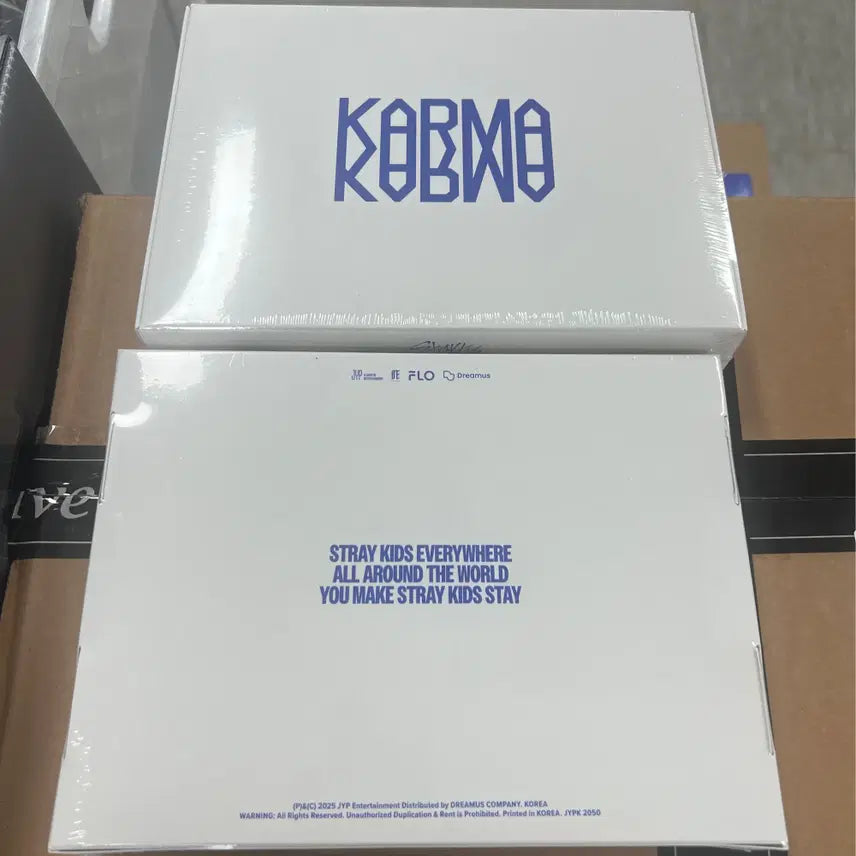 KARMA
FLO
Dreamus
STRAY KIDS EVERYWHERE
ALL AROUND THE WORLD
YOU MAKE STRAY KIDS STAY
(P)&(C) 2025 JYP Entertainment Distributed by DREAMUS COMPANY. KOREA
WARNING: All Rights Reserved. Unauthorized Duplication & Rent is Prohibited. Printed in KOREA. JYPK 2050